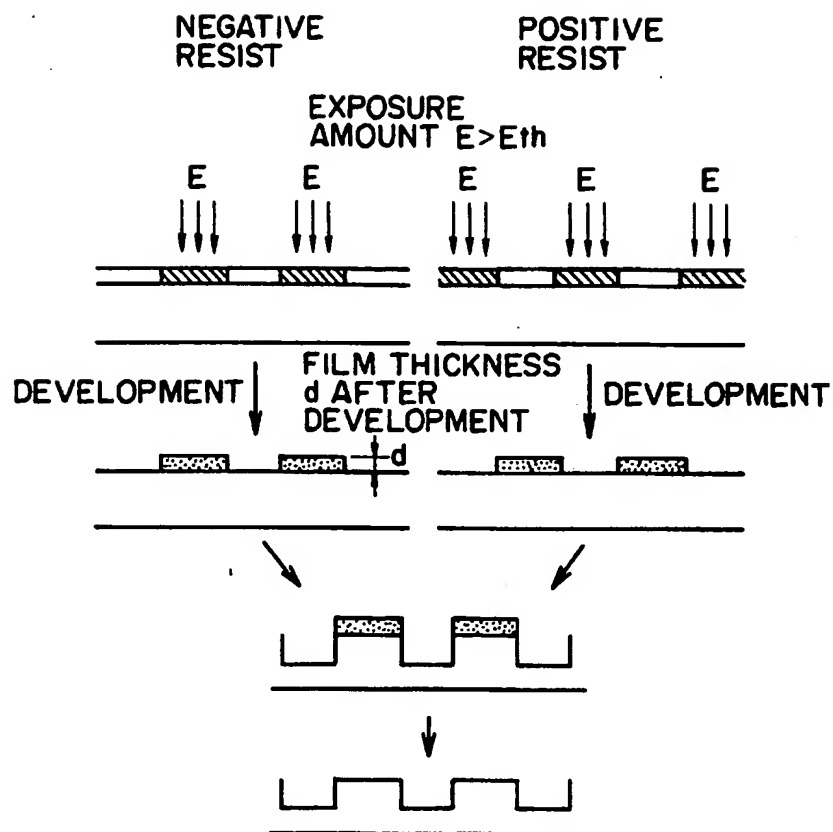 NEGATIVE
RESIST
POSITIVE
RESIST
EXPOSURE
AMOUNT E>Eth
E
E
E
E
E
DEVELOPMENT
FILM THICKNESS
d AFTER
DEVELOPMENT
DEVELOPMENT
d